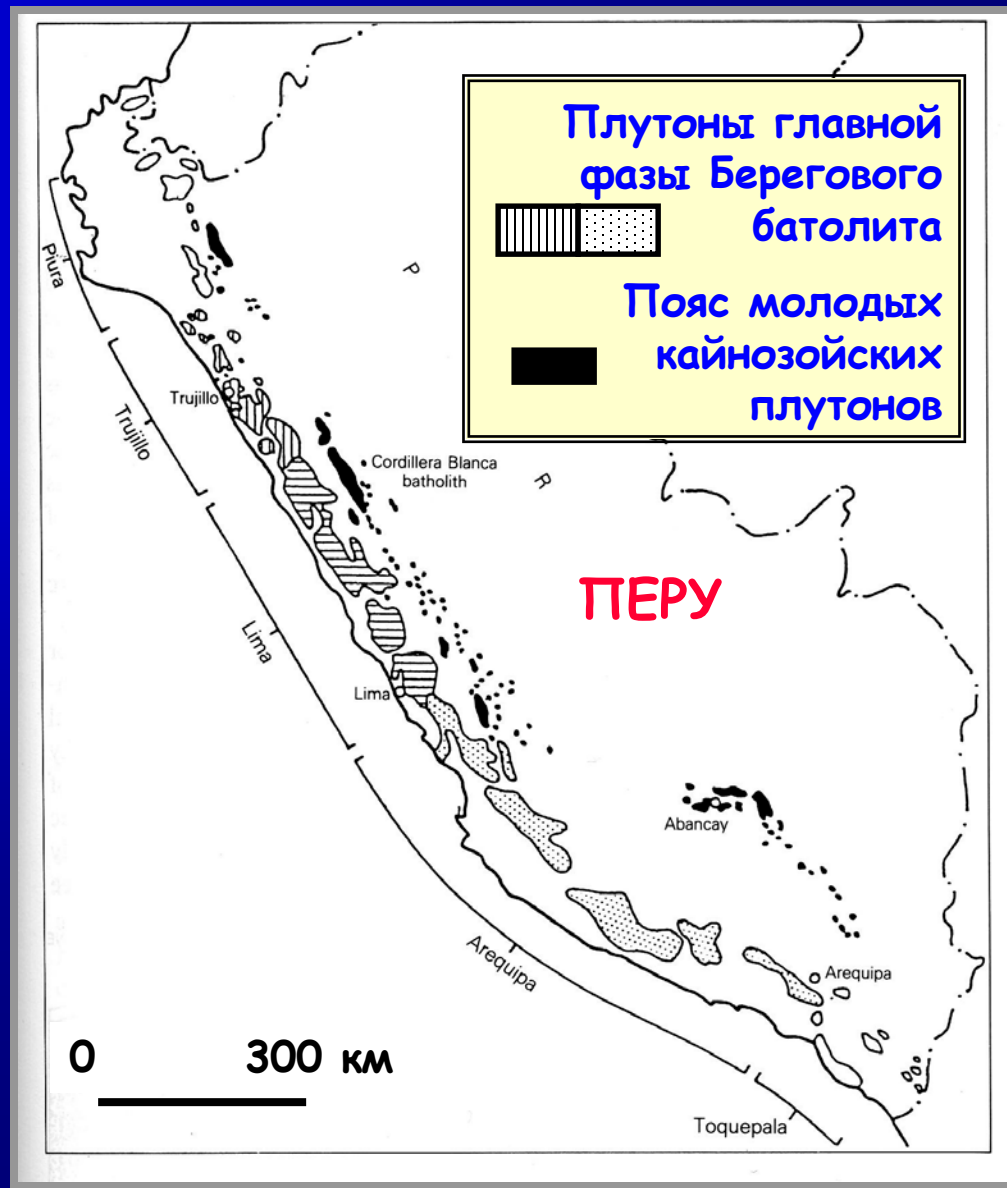 Плутоны главной
фазы Берегового
батолита
Пояс молодых
кайнозойских
плутонов
P
R
Piura
Trujillo
Trujillo
Cordillera Blanca
batholith
ПЕРУ
Lima
Lima
Abancay
Arequipa
Arequipa
0 300 км
Toquepala